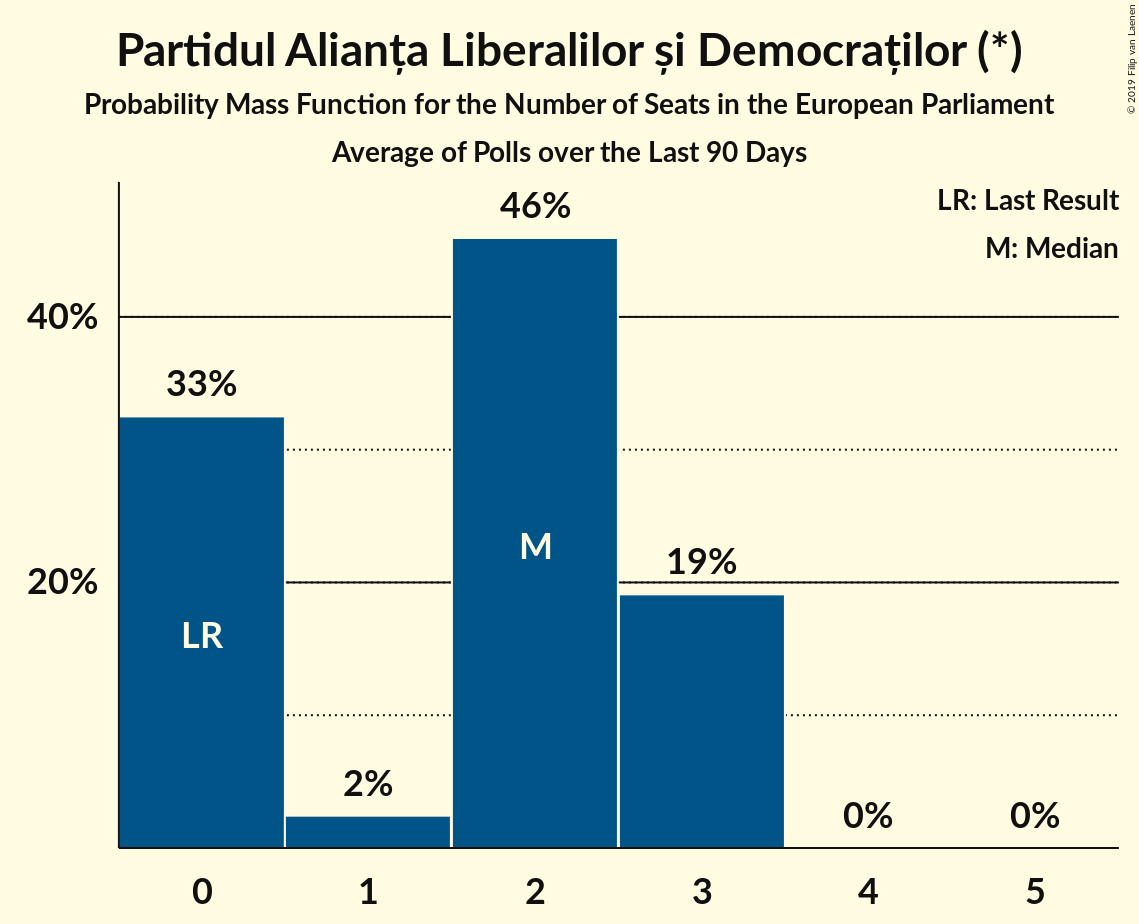 Partidul Alianța Liberalilor și Democraților (*)
Probability Mass Function for the Number of Seats in the European Parliament
Average of Polls over the Last 90 Days
© 2019 Filip van Laenen
LR: Last Result
M: Median
46%
40%
33%
M
19%
20%
LR
2%
0%
0%
0 1 2 3 4 5